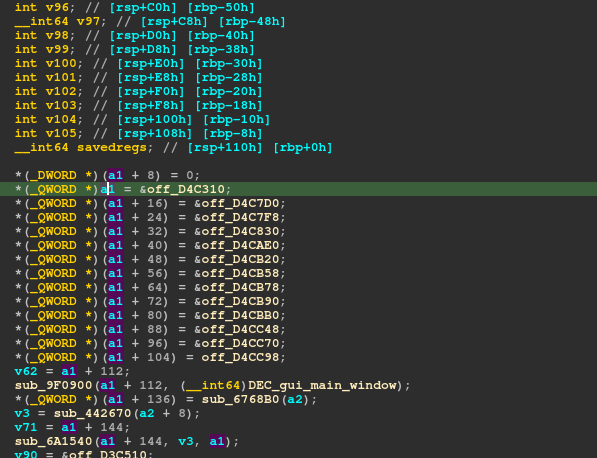 int v96; // [rsp+C0h] [rbp-50h]
__int64 v97; // [rsp+C8h] [rbp-48h]
int v98; // [rsp+D0h] [rbp-40h]
int v99; // [rsp+D8h] [rbp-38h]
int v100; // [rsp+E0h] [rbp-30h]
int v101; // [rsp+E8h] [rbp-28h]
int v102; // [rsp+F0h] [rbp-20h]
int v103; // [rsp+F8h] [rbp-18h]
int v104; // [rsp+100h] [rbp-10h]
int v105; // [rsp+108h] [rbp-8h]
__int64 savedregs; // [rsp+110h] [rbp+0h]
*(_DWORD *)(a1 + 8) = 0;
*(_QWORD *)a1 = &off_D4C310;
*(_QWORD *)(a1 + 16) = &off_D4C7D0;
*(_QWORD *)(a1 + 24) = &off_D4C7F8;
*(_QWORD *)(a1 + 32) = &off_D4C830;
*(_QWORD *)(a1 + 40) = &off_D4CAE0;
*(_QWORD *)(a1 + 48) = &off_D4CB20;
*(_QWORD *)(a1 + 56) = &off_D4CB58;
*(_QWORD *)(a1 + 64) = &off_D4CB78;
*(_QWORD *)(a1 + 72) = &off_D4CB90;
*(_QWORD *)(a1 + 80) = &off_D4CBB0;
*(_QWORD *)(a1 + 88) = &off_D4CC48;
*(_QWORD *)(a1 + 96) = &off_D4CC70;
*(_QWORD *)(a1 + 104) = off_D4CC98;
v62 = a1 + 112;
sub_9F0900(a1 + 112, (__int64)DEC_gui_main_window);
*(_QWORD *)(a1 + 136) = sub_6768B0(a2);
v3 = sub_442670(a2 + 8);
v71 = a1 + 144;
sub_6A1540(a1 + 144, v3, a1);
v90 = &off_D3C510;